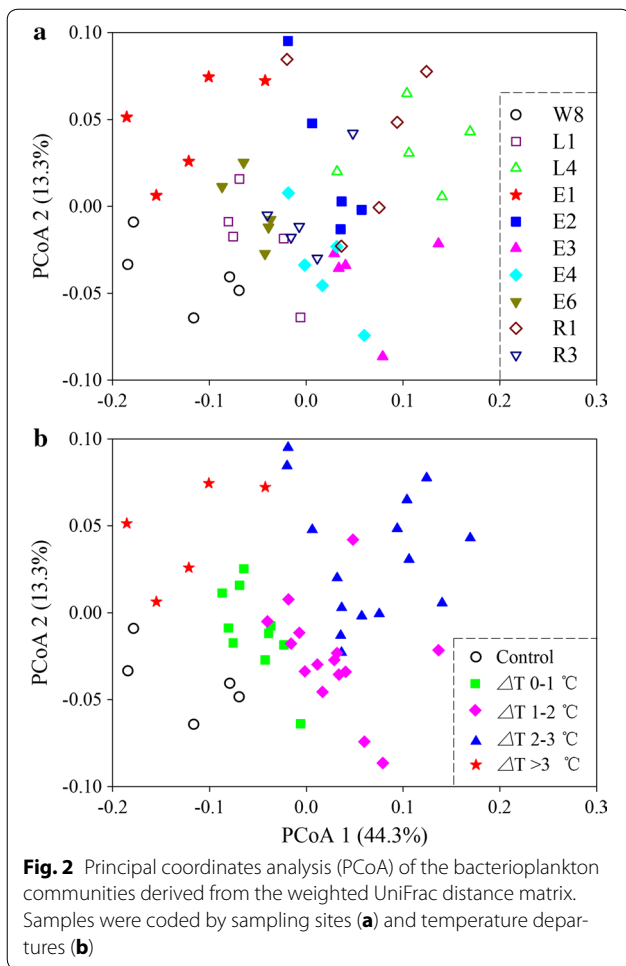 a
0.10
0.05
0.00
-0.05
-0.10
PCoA 2 (13.3%)
-0.2
-0.1
0.0
0.1
0.2
0.3
W8
L1
L4
E1
E2
E3
E4
E6
R1
R3
b
0.10
0.05
0.00
-0.05
-0.10
PCoA 2 (13.3%)
Control
△T 0-1 ℃
△T 1-2 ℃
△T 2-3 ℃
△T >3 ℃
-0.2
-0.1
0.0
0.1
0.2
0.3
PCoA 1 (44.3%)
Fig. 2 Principal coordinates analysis (PCoA) of the bacterioplankton
communities derived from the weighted UniFrac distance matrix.
Samples were coded by sampling sites (a) and temperature depar-
tures (b)